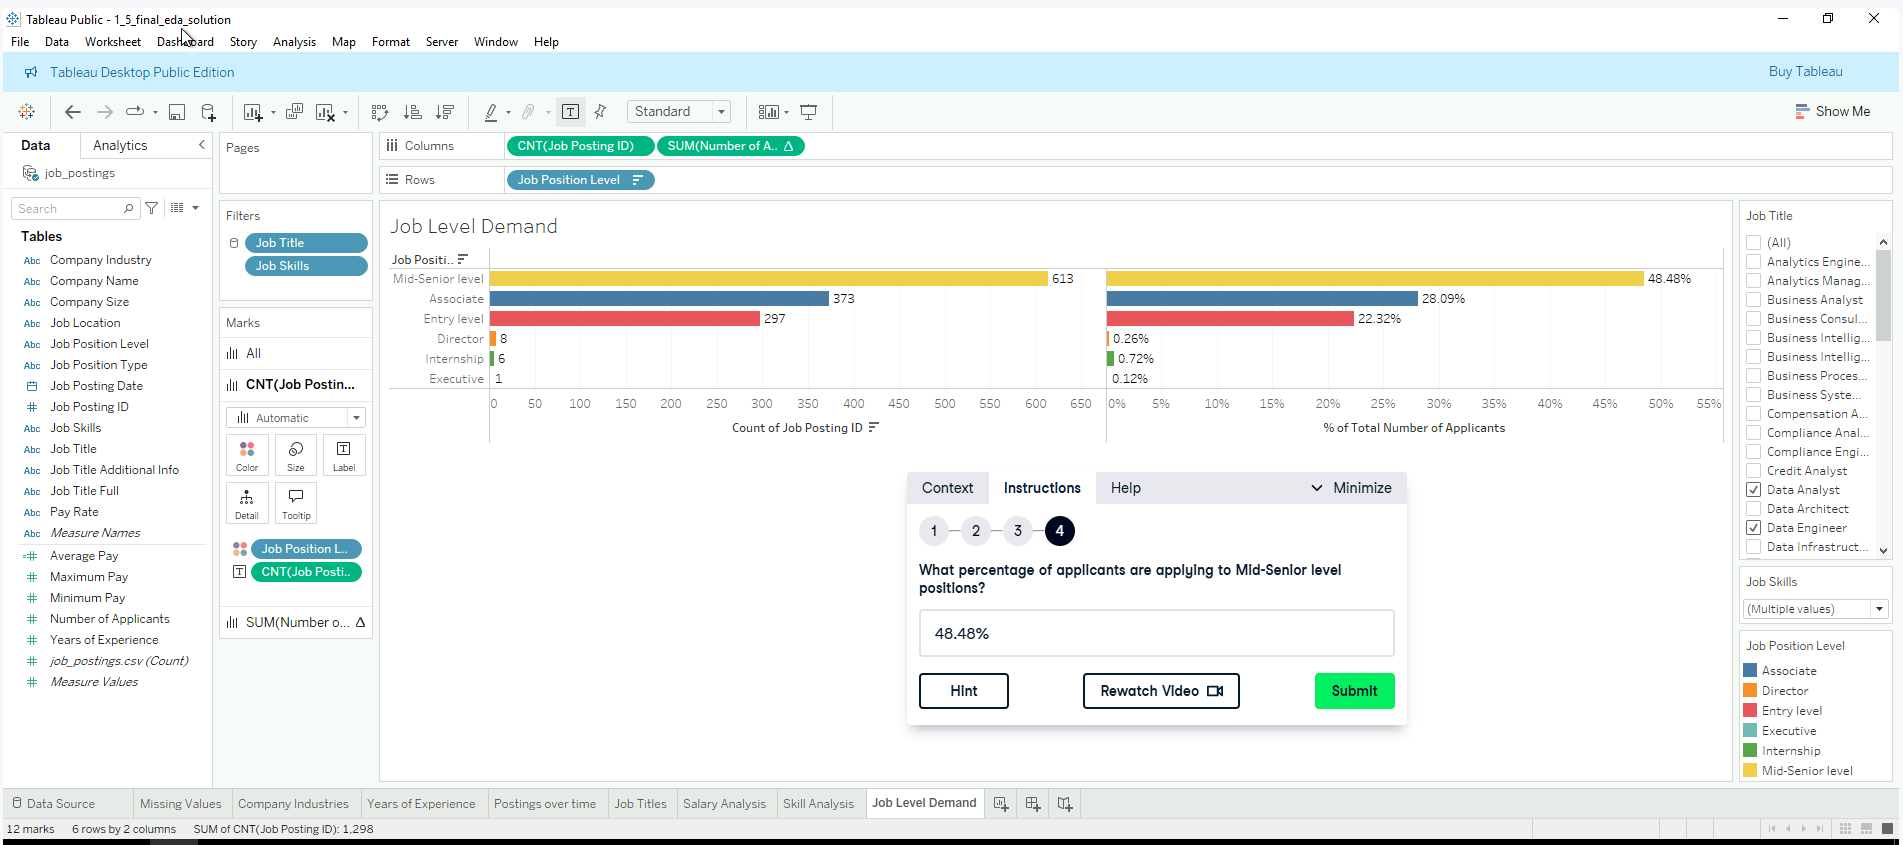 Tableau Public - 1_5_final_eda_solution
File Data Worksheet Dashboard Story Analysis Map Format Server Window Help
Tableau Desktop Public Edition
Buy Tableau
Standard
Show Me
Data Analytics
job_postings
Search
Tables
Abc Company Industry
Abc Company Name
Abc Company Size
Abc Job Location
Abc Job Position Level
Abc Job Position Type
Job Posting Date
# Job Posting ID
Abc Job Skills
Abc Job Title
Abc Job Title Additional Info
Abc Job Title Full
Abc Pay Rate
Abc Measure Names
=# Average Pay
# Maximum Pay
# Minimum Pay
# Number of Applicants
# Years of Experience
# job_postings.csv (Count)
# Measure Values
Pages
Filters
Job Title
Job Skills
Marks
All
CNT(Job Postin...
Automatic
Color Size Label
Detail Tooltip
Job Position L..
CNT(Job Posti..
SUM(Number o... Δ
Columns CNT(Job Posting ID) SUM(Number of A.. Δ
Rows Job Position Level
Job Level Demand
Job Positi..
Mid-Senior level 613 48.48%
Associate 373 28.09%
Entry level 297 22.32%
Director 8 0.26%
Internship 6 0.72%
Executive 1 0.12%
0 50 100 150 200 250 300 350 400 450 500 550 600 650 0% 5% 10% 15% 20% 25% 30% 35% 40% 45% 50% 55%
Count of Job Posting ID % of Total Number of Applicants
Context Instructions Help Minimize
1 2 3 4
What percentage of applicants are applying to Mid-Senior level
positions?
48.48%
Hint Rewatch Video Submit
Job Title
(All)
Analytics Engine...
Analytics Manag...
Business Analyst
Business Consul...
Business Intellig...
Business Intellig...
Business Proces...
Business Syste...
Compensation A...
Compliance Anal...
Compliance Engi...
Credit Analyst
Data Analyst
Data Architect
Data Engineer
Data Infrastruct...
Job Skills
(Multiple values)
Job Position Level
Associate
Director
Entry level
Executive
Internship
Mid-Senior level
Data Source Missing Values Company Industries Years of Experience Postings over time Job Titles Salary Analysis Skill Analysis Job Level Demand
12 marks 6 rows by 2 columns SUM of CNT(Job Posting ID): 1,298